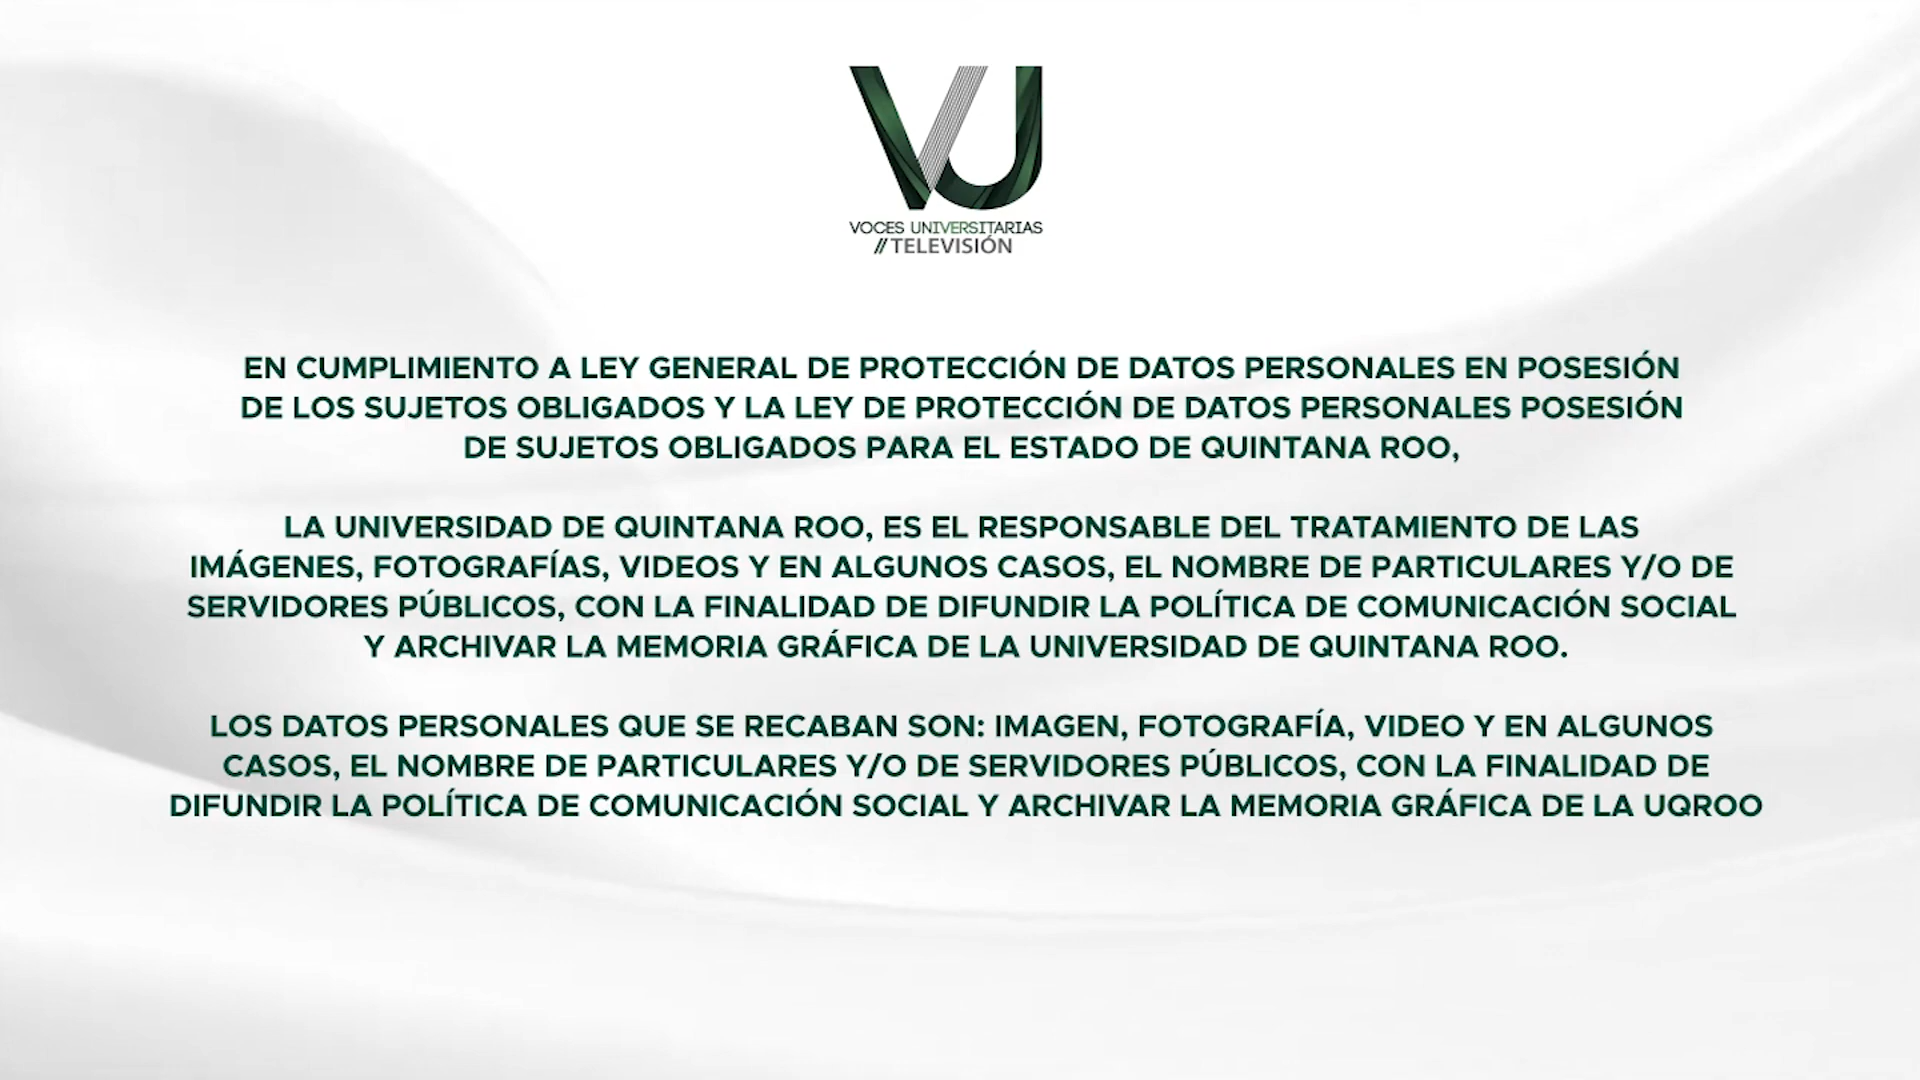 VU
VOCES UNIVERSITARIAS
//TELEVISIÓN
EN CUMPLIMIENTO A LEY GENERAL DE PROTECCIÓN DE DATOS PERSONALES EN POSESIÓN
DE LOS SUJETOS OBLIGADOS Y LA LEY DE PROTECCIÓN DE DATOS PERSONALES POSESIÓN
DE SUJETOS OBLIGADOS PARA EL ESTADO DE QUINTANA ROO,
LA UNIVERSIDAD DE QUINTANA ROO, ES EL RESPONSABLE DEL TRATAMIENTO DE LAS
IMÁGENES, FOTOGRAFÍAS, VIDEOS Y EN ALGUNOS CASOS, EL NOMBRE DE PARTICULARES Y/O DE
SERVIDORES PÚBLICOS, CON LA FINALIDAD DE DIFUNDIR LA POLÍTICA DE COMUNICACIÓN SOCIAL
Y ARCHIVAR LA MEMORIA GRÁFICA DE LA UNIVERSIDAD DE QUINTANA ROO.
LOS DATOS PERSONALES QUE SE RECABAN SON: IMAGEN, FOTOGRAFÍA, VIDEO Y EN ALGUNOS
CASOS, EL NOMBRE DE PARTICULARES Y/O DE SERVIDORES PÚBLICOS, CON LA FINALIDAD DE
DIFUNDIR LA POLÍTICA DE COMUNICACIÓN SOCIAL Y ARCHIVAR LA MEMORIA GRÁFICA DE LA UQROO